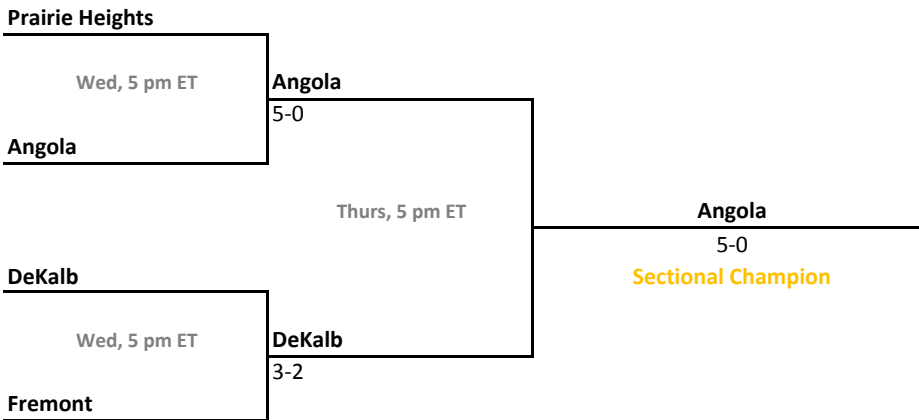 Prairie Heights
Wed, 5 pm ET
Angola
5-0
Angola
Thurs, 5 pm ET
Angola
5-0
Sectional Champion
DeKalb
Wed, 5 pm ET
DeKalb
3-2
Fremont